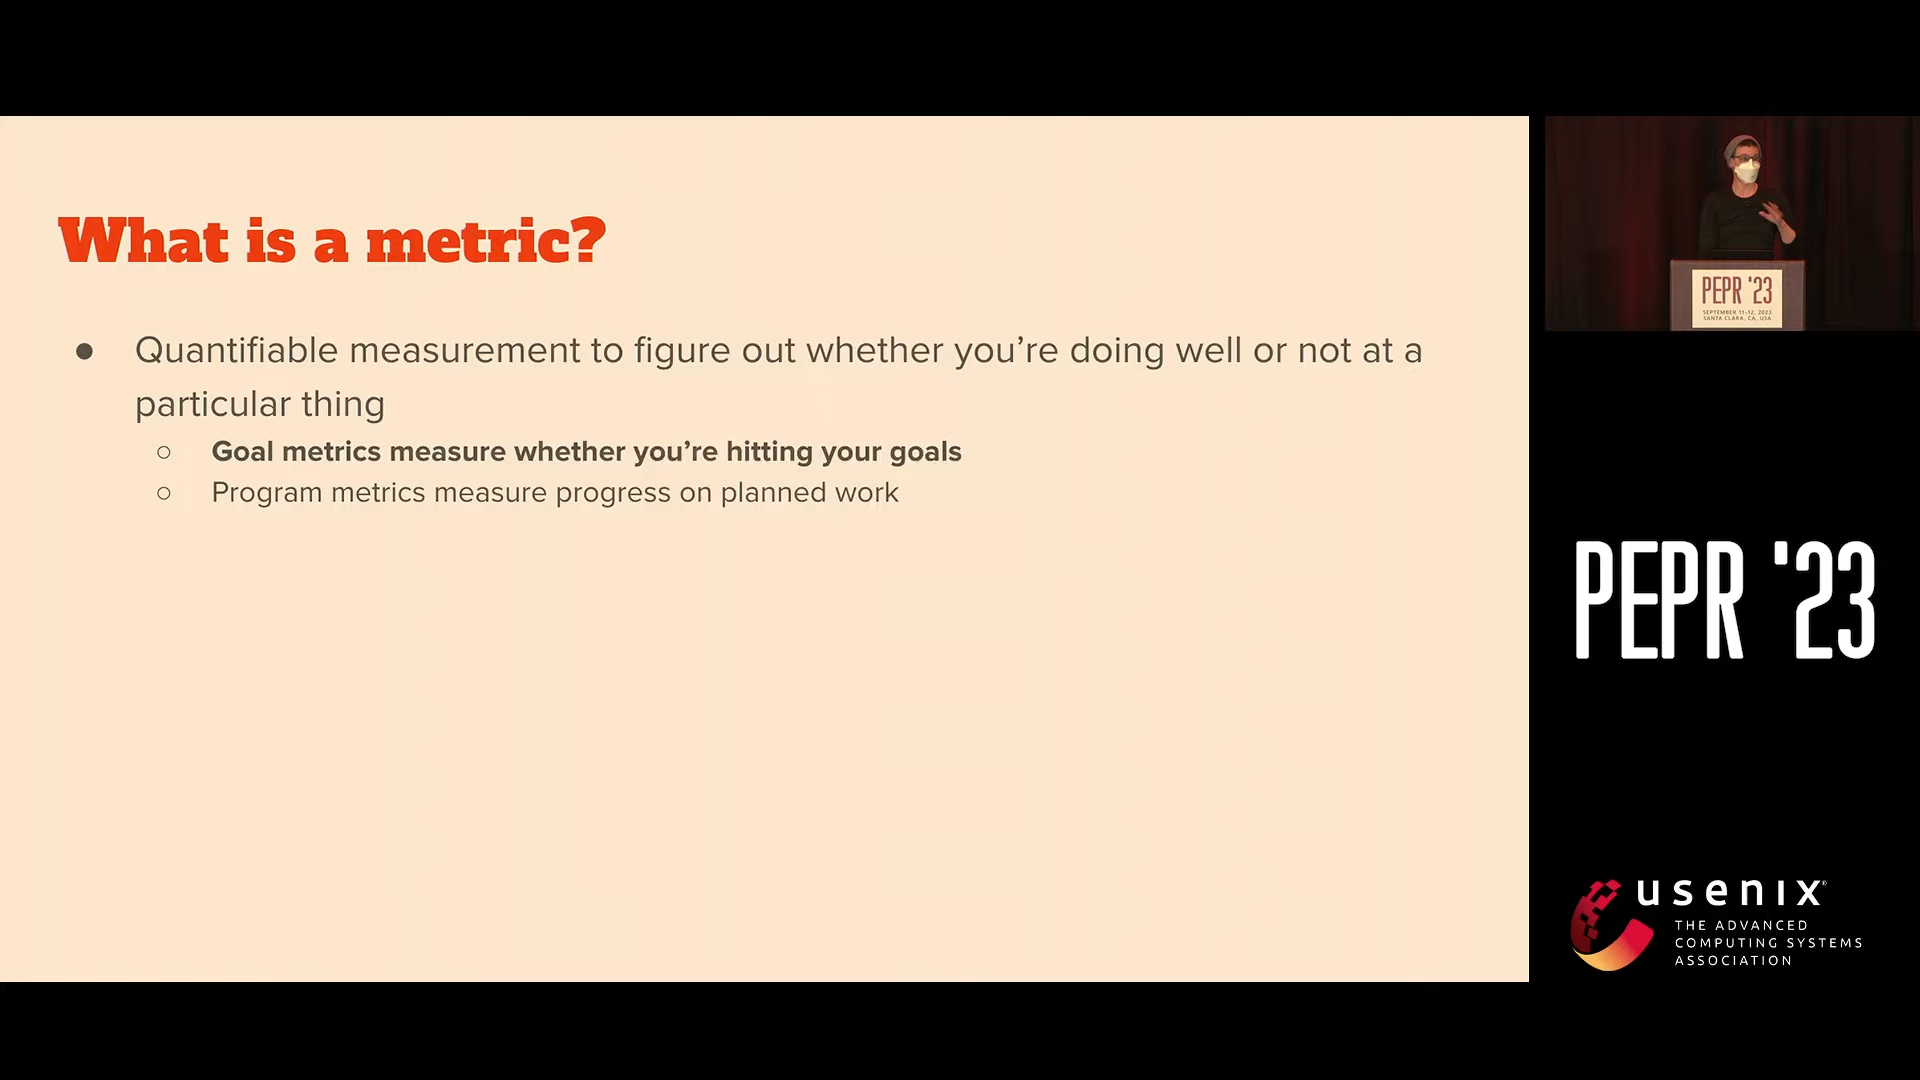 What is a metric?
● Quantifiable measurement to figure out whether you’re doing well or not at a
particular thing
○ Goal metrics measure whether you’re hitting your goals
○ Program metrics measure progress on planned work
PEPR '23
SEPTEMBER 11–12, 2023
SANTA CLARA, CA, USA
PEPR '23
usenix®
THE ADVANCED
COMPUTING SYSTEMS
ASSOCIATION